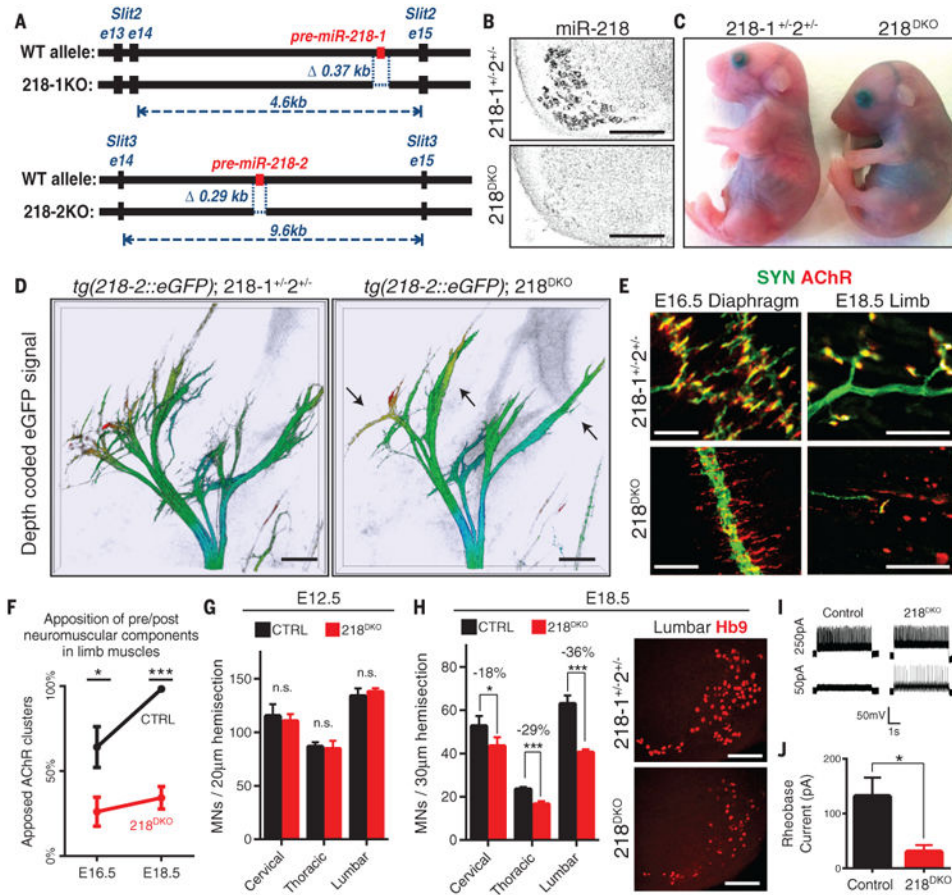 A
Slit2 Slit2
e13 e14 pre-miR-218-1 e15
WT allele:
Δ 0.37 kb
218-1KO:
4.6kb
Slit3 Slit3
e14 pre-miR-218-2 e15
WT allele:
Δ 0.29 kb
218-2KO:
9.6kb
B
miR-218
218-1+/-2+/-
218DKO
C
218-1+/-2+/- 218DKO
D
tg(218-2::eGFP); 218-1+/-2+/- tg(218-2::eGFP); 218DKO
Depth coded eGFP signal
E
SYN AChR
E16.5 Diaphragm E18.5 Limb
218-1+/-2+/-
218DKO
F
Apposition of pre/post
neuromuscular components
in limb muscles
* ***
100%
CTRL
50%
218DKO
0%
E16.5 E18.5
Apposed AChR clusters
G
E12.5
CTRL
218DKO
n.s. n.s. n.s.
150
100
50
0
MNs / 20µm hemisection
Cervical Thoracic Lumbar
H
E18.5
CTRL
218DKO
-18% * -29% *** -36% ***
80
60
40
20
0
MNs / 30µm hemisection
Cervical Thoracic Lumbar
Lumbar Hb9
218-1+/-2+/-
218DKO
I
Control 218DKO
250pA
50pA
50mV
1s
J
*
200
100
0
Rheobase
Current (pA)
Control 218DKO